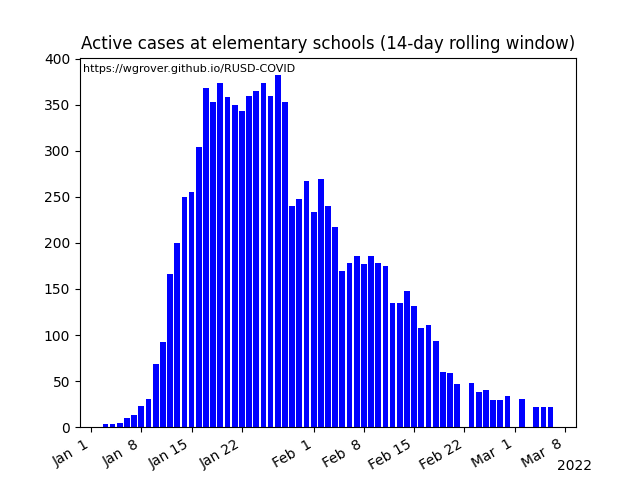 Active cases at elementary schools (14-day rolling window)
https://wgrover.github.io/RUSD-COVID
400
350
300
250
200
150
100
50
0
Jan 1
Jan 8
Jan 15
Jan 22
Feb 1
Feb 8
Feb 15
Feb 22
Mar 1
Mar 8
2022